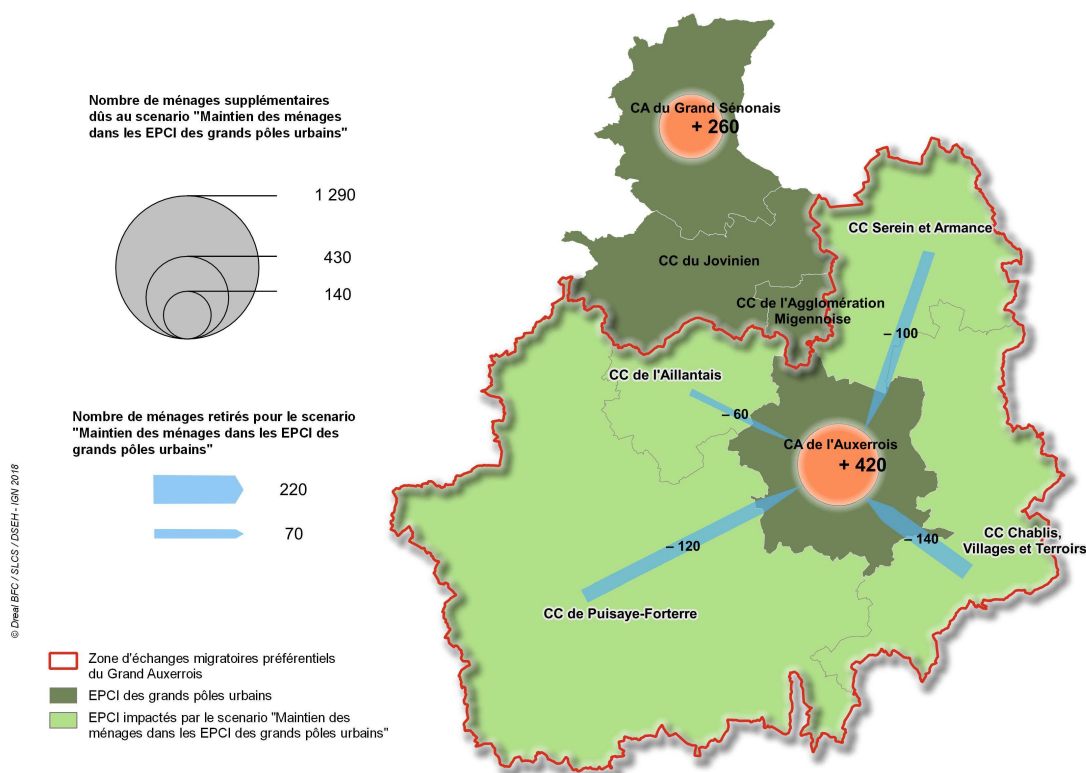 Nombre de ménages supplémentaires
dûs au scenario "Maintien des ménages
dans les EPCI des grands pôles urbains"
1 290
430
140
Nombre de ménages retirés pour le scenario
"Maintien des ménages dans les EPCI des
grands pôles urbains"
220
70
© Dreal BFC / SLCS / DSEH - IGN 2018
Zone d'échanges migratoires préférentiels
du Grand Auxerrois
EPCI des grands pôles urbains
EPCI impactés par le scenario "Maintien des
ménages dans les EPCI des grands pôles urbains"
CA du Grand Sénonais
+ 260
CC Serein et Armance
CC du Jovinien
CC de l'Agglomération
Migennoise
– 100
CC de l'Aillantais
– 60
CA de l'Auxerrois
+ 420
CC Chablis,
Villages et Terroirs
– 140
– 120
CC de Puisaye-Forterre